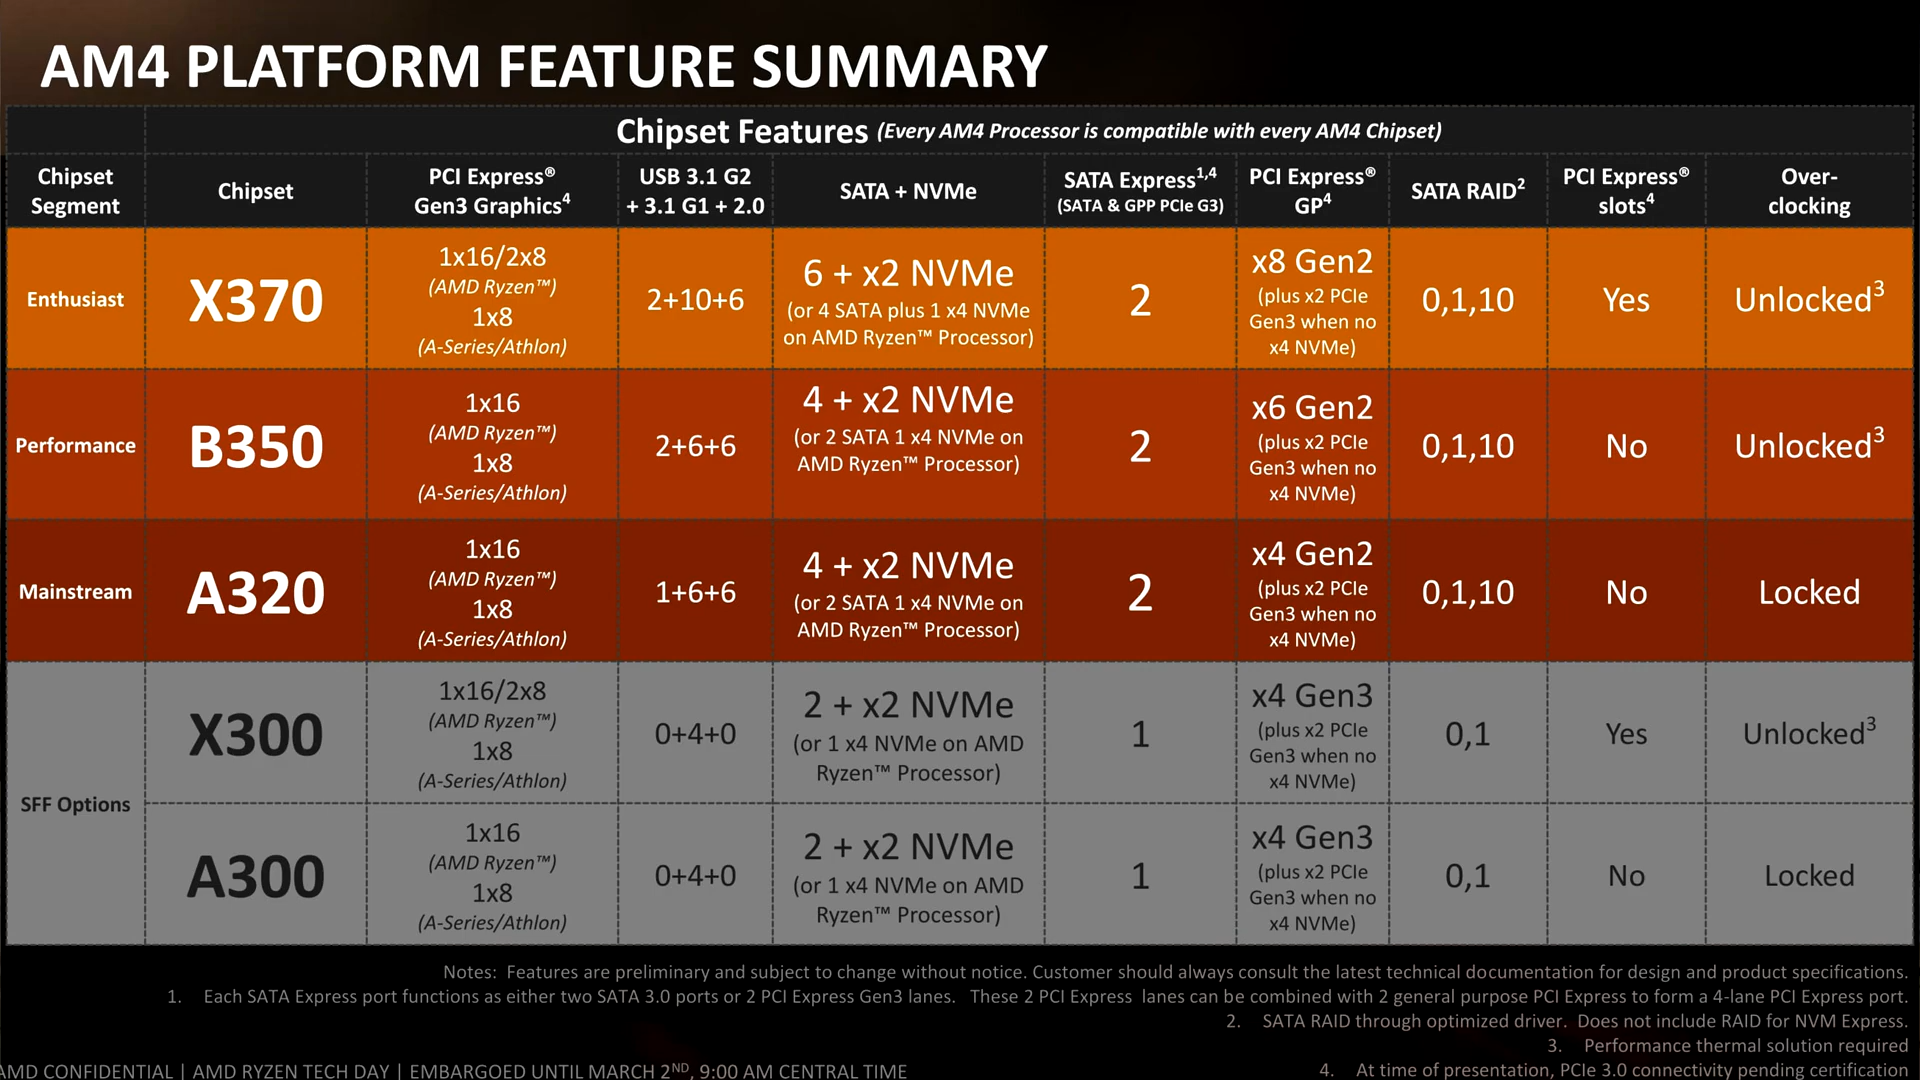 AM4 PLATFORM FEATURE SUMMARY
Chipset Features (Every AM4 Processor is compatible with every AM4 Chipset)
Chipset
Segment
Chipset
PCI Express®
Gen3 Graphics⁴
USB 3.1 G2
+ 3.1 G1 + 2.0
SATA + NVMe
SATA Express¹,⁴
(SATA & GPP PCIe G3)
PCI Express®
GP⁴
SATA RAID²
PCI Express®
slots⁴
Over-
clocking
Enthusiast
X370
1x16/2x8
(AMD Ryzen™)
1x8
(A-Series/Athlon)
2+10+6
6 + x2 NVMe
(or 4 SATA plus 1 x4 NVMe
on AMD Ryzen™ Processor)
2
x8 Gen2
(plus x2 PCIe
Gen3 when no
x4 NVMe)
0,1,10
Yes
Unlocked³
Performance
B350
1x16
(AMD Ryzen™)
1x8
(A-Series/Athlon)
2+6+6
4 + x2 NVMe
(or 2 SATA 1 x4 NVMe on
AMD Ryzen™ Processor)
2
x6 Gen2
(plus x2 PCIe
Gen3 when no
x4 NVMe)
0,1,10
No
Unlocked³
Mainstream
A320
1x16
(AMD Ryzen™)
1x8
(A-Series/Athlon)
1+6+6
4 + x2 NVMe
(or 2 SATA 1 x4 NVMe on
AMD Ryzen™ Processor)
2
x4 Gen2
(plus x2 PCIe
Gen3 when no
x4 NVMe)
0,1,10
No
Locked
SFF Options
X300
1x16/2x8
(AMD Ryzen™)
1x8
(A-Series/Athlon)
0+4+0
2 + x2 NVMe
(or 1 x4 NVMe on AMD
Ryzen™ Processor)
1
x4 Gen3
(plus x2 PCIe
Gen3 when no
x4 NVMe)
0,1
Yes
Unlocked³
A300
1x16
(AMD Ryzen™)
1x8
(A-Series/Athlon)
0+4+0
2 + x2 NVMe
(or 1 x4 NVMe on AMD
Ryzen™ Processor)
1
x4 Gen3
(plus x2 PCIe
Gen3 when no
x4 NVMe)
0,1
No
Locked
Notes: Features are preliminary and subject to change without notice. Customer should always consult the latest technical documentation for design and product specifications.
1. Each SATA Express port functions as either two SATA 3.0 ports or 2 PCI Express Gen3 lanes. These 2 PCI Express lanes can be combined with 2 general purpose PCI Express to form a 4-lane PCI Express port.
2. SATA RAID through optimized driver. Does not include RAID for NVM Express.
3. Performance thermal solution required
4. At time of presentation, PCIe 3.0 connectivity pending certification
AMD CONFIDENTIAL | AMD RYZEN TECH DAY | EMBARGOED UNTIL MARCH 2ND, 9:00 AM CENTRAL TIME